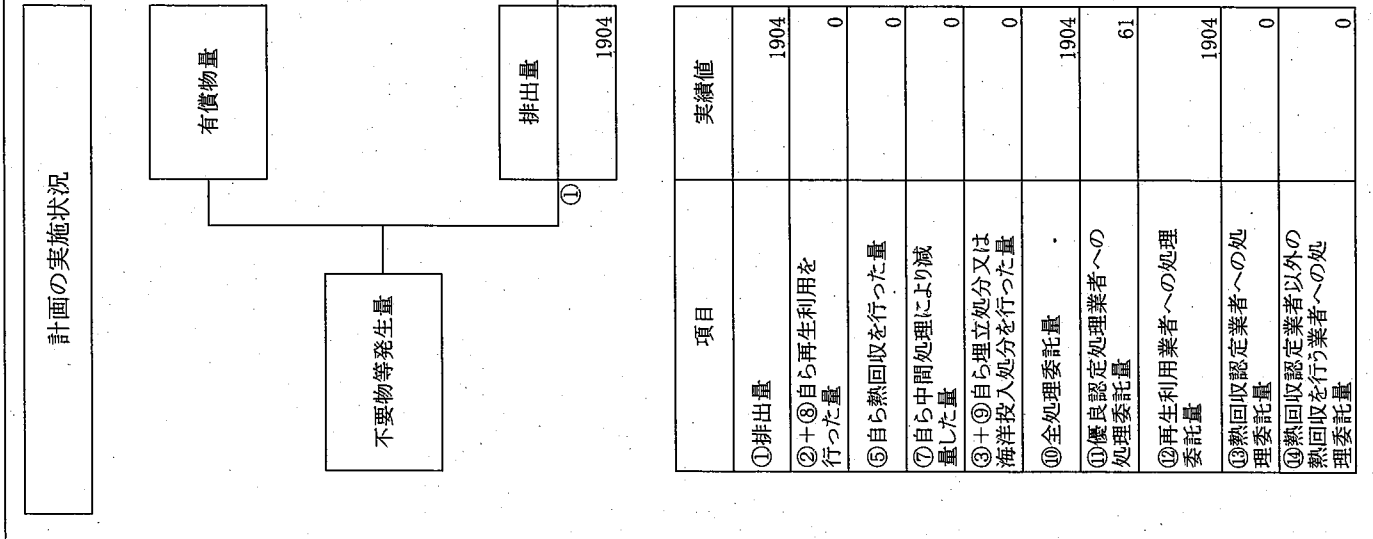 計画の実施状況
有償物量
不要物等発生量
排出量
①
1904
項目
実績値
①排出量
1904
②+⑧自ら再生利用を
行った量
0
⑤自ら熱回収を行った量
0
⑦自ら中間処理により減
量した量
0
③+⑨自ら埋立処分又は
海洋投入処分を行った量
0
⑩全処理委託量
1904
⑪優良認定処理業者への
処理委託量
61
⑫再生利用業者への処理
委託量
1904
⑬熱回収認定業者への処
理委託量
0
⑭熱回収認定業者以外の
熱回収を行う業者への処
理委託量
0